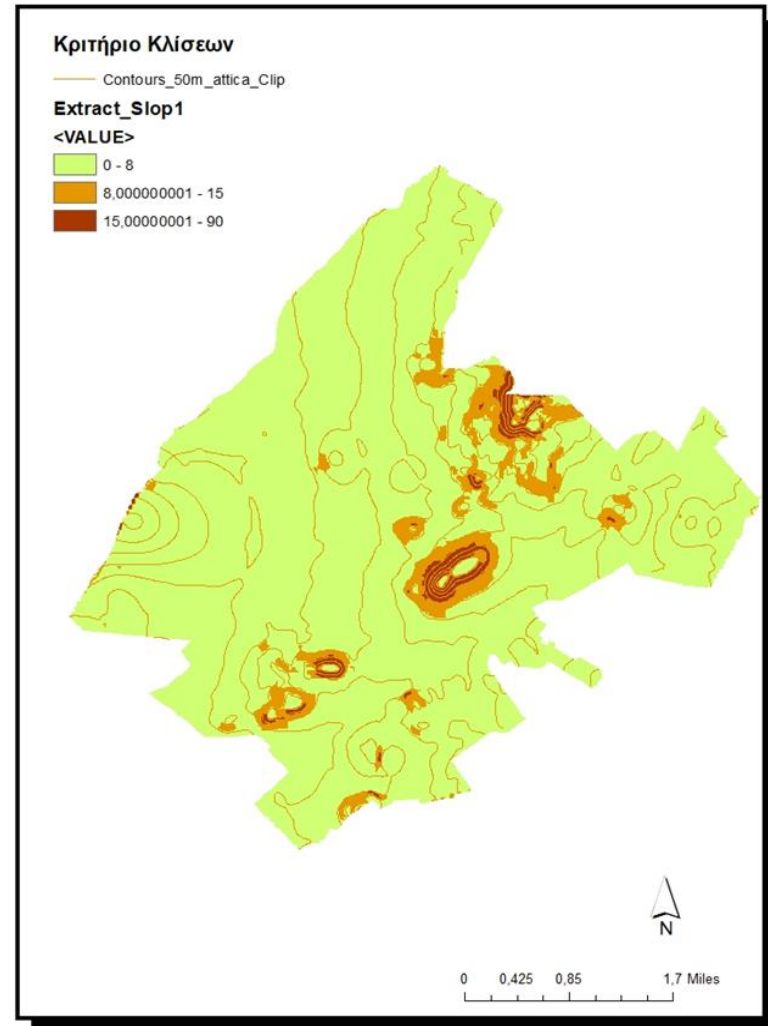 Κριτήριο Κλίσεων
Contours_50m_attica_Clip
Extract_Slop1
<VALUE>
0 - 8
8,000000001 - 15
15,00000001 - 90
N
0 0,425 0,85 1,7 Miles